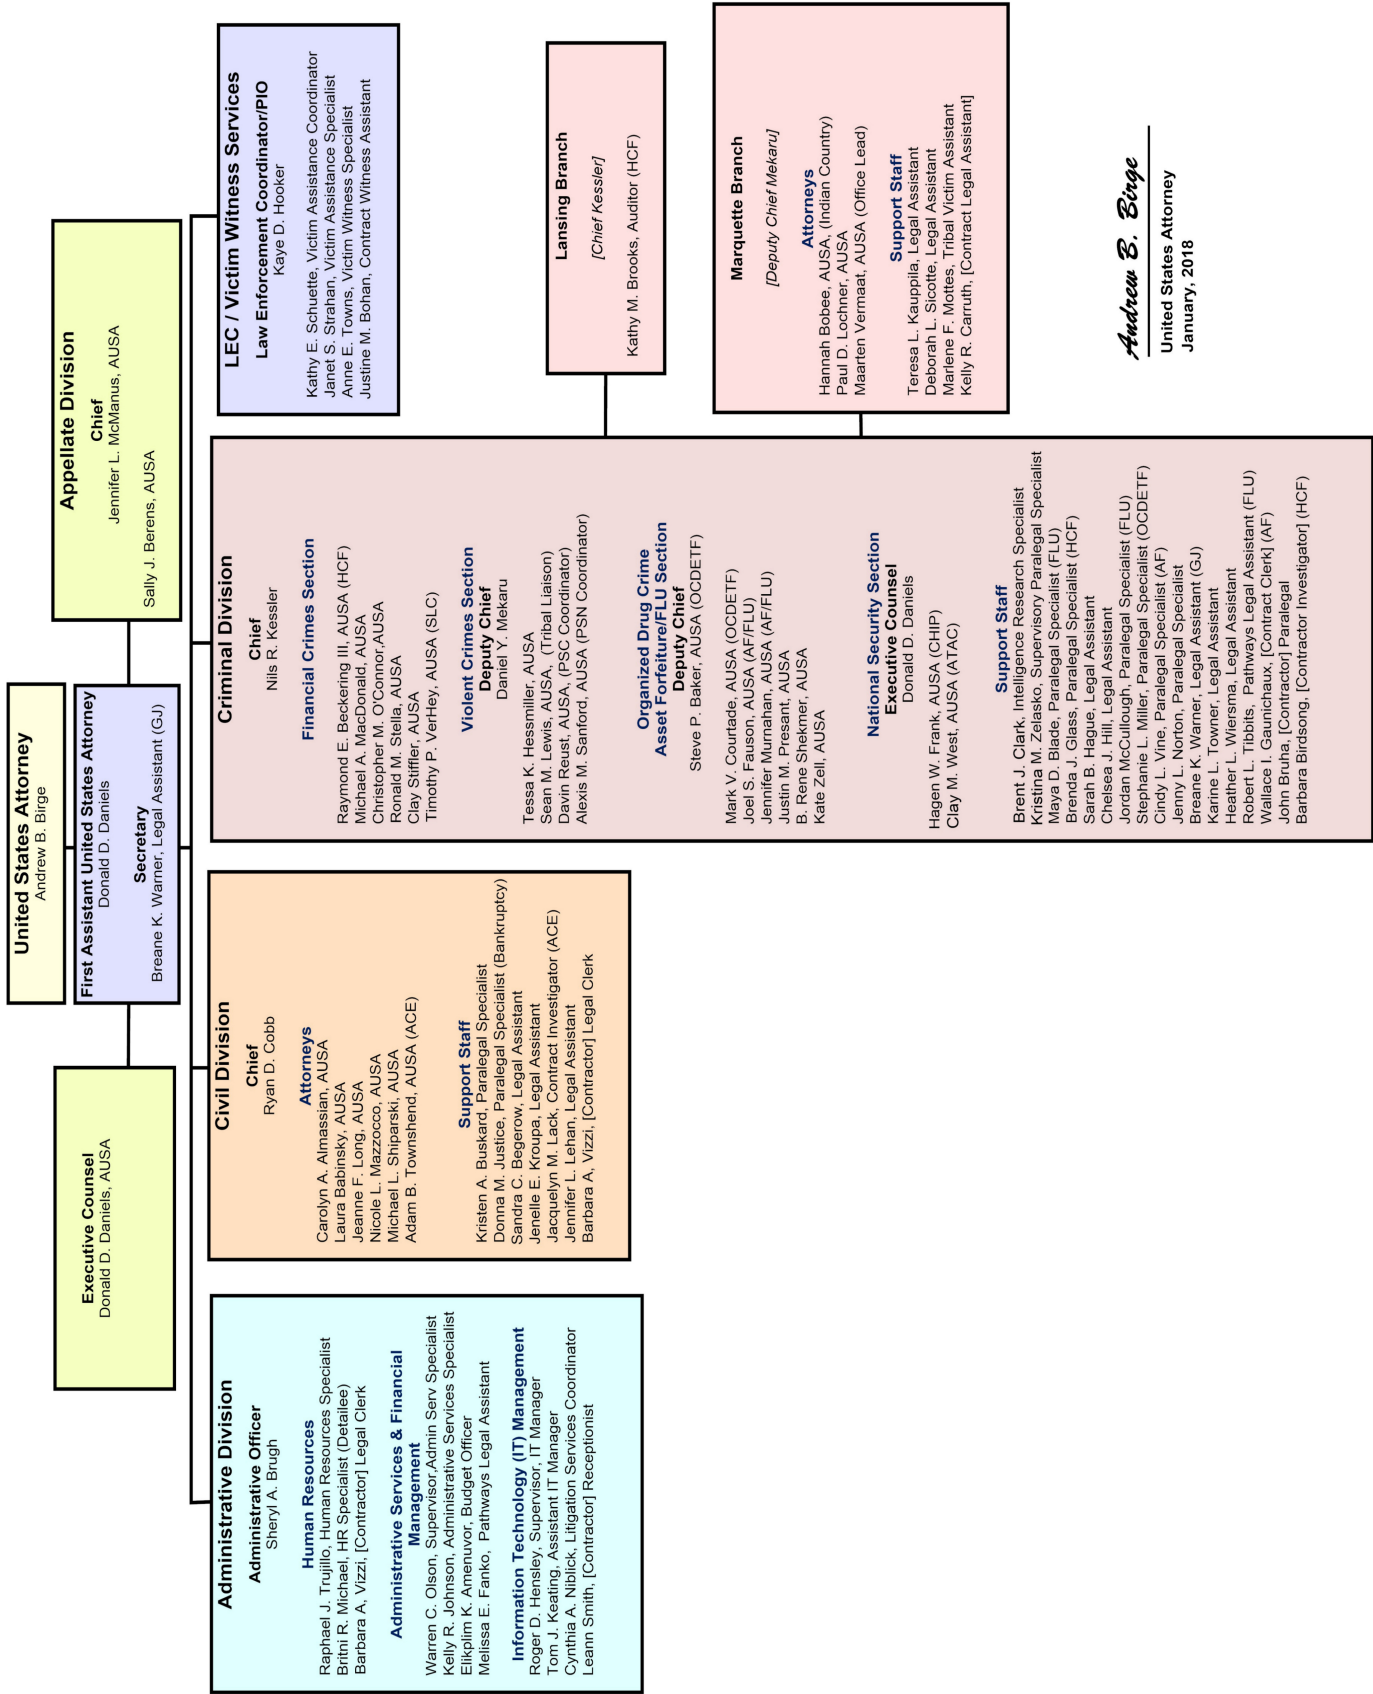 United States Attorney
Andrew B. Birge
First Assistant United States Attorney
Donald D. Daniels
Secretary
Breane K. Warner, Legal Assistant (GJ)
Executive Counsel
Donald D. Daniels, AUSA
Appellate Division
Chief
Jennifer L. McManus, AUSA
Sally J. Berens, AUSA
Administrative Division
Administrative Officer
Sheryl A. Brugh
Human Resources
Raphael J. Trujillo, Human Resources Specialist
Britni R. Michael, HR Specialist (Detailee)
Barbara A, Vizzi, [Contractor] Legal Clerk
Administrative Services & Financial
Management
Warren C. Olson, Supervisor,Admin Serv Specialist
Kelly R. Johnson, Administrative Services Specialist
Elikplim K. Amenuvor, Budget Officer
Melissa E. Fanko, Pathways Legal Assistant
Information Technology (IT) Management
Roger D. Hensley, Supervisor, IT Manager
Tom J. Keating, Assistant IT Manager
Cynthia A. Niblick, Litigation Services Coordinator
Leann Smith, [Contractor] Receptionist
Civil Division
Chief
Ryan D. Cobb
Attorneys
Carolyn A. Almassian, AUSA
Laura Babinsky, AUSA
Jeanne F. Long, AUSA
Nicole L. Mazzocco, AUSA
Michael L. Shiparski, AUSA
Adam B. Townshend, AUSA (ACE)
Support Staff
Kristen A. Buskard, Paralegal Specialist
Donna M. Justice, Paralegal Specialist (Bankruptcy)
Sandra C. Begerow, Legal Assistant
Jenelle E. Kroupa, Legal Assistant
Jacquelyn M. Lack, Contract Investigator (ACE)
Jennifer L. Lehan, Legal Assistant
Barbara A, Vizzi, [Contractor] Legal Clerk
Criminal Division
Chief
Nils R. Kessler
Financial Crimes Section
Raymond E. Beckering III, AUSA (HCF)
Michael A. MacDonald, AUSA
Christopher M. O'Connor,AUSA
Ronald M. Stella, AUSA
Clay Stiffler, AUSA
Timothy P. VerHey, AUSA (SLC)
Violent Crimes Section
Deputy Chief
Daniel Y. Mekaru
Tessa K. Hessmiller, AUSA
Sean M. Lewis, AUSA, (Tribal Liaison)
Davin Reust, AUSA, (PSC Coordinator)
Alexis M. Sanford, AUSA (PSN Coordinator)
Organized Drug Crime
Asset Forfeiture/FLU Section
Deputy Chief
Steve P. Baker, AUSA (OCDETF)
Mark V. Courtade, AUSA (OCDETF)
Joel S. Fauson, AUSA (AF/FLU)
Jennifer Murnahan, AUSA (AF/FLU)
Justin M. Presant, AUSA
B. Rene Shekmer, AUSA
Kate Zell, AUSA
National Security Section
Executive Counsel
Donald D. Daniels
Hagen W. Frank, AUSA (CHIP)
Clay M. West, AUSA (ATAC)
Support Staff
Brent J. Clark. Intelligence Research Specialist
Kristina M. Zelasko, Supervisory Paralegal Specialist
Maya D. Blade, Paralegal Specialist (FLU)
Brenda J. Glass, Paralegal Specialist (HCF)
Sarah B. Hague, Legal Assistant
Chelsea J. Hill, Legal Assistant
Jordan McCullough, Paralegal Specialist (FLU)
Stephanie L. Miller, Paralegal Specialist (OCDETF)
Cindy L. Vine, Paralegal Specialist (AF)
Jenny L. Norton, Paralegal Specialist
Breane K. Warner, Legal Assistant (GJ)
Karine L. Towner, Legal Assistant
Heather L. Wiersma, Legal Assistant
Robert L. Tibbits, Pathways Legal Assistant (FLU)
Wallace I. Gaunichaux, [Contract Clerk] (AF)
John Bruha, [Contractor] Paralegal
Barbara Birdsong, [Contractor Investigator] (HCF)
LEC / Victim Witness Services
Law Enforcement Coordinator/PIO
Kaye D. Hooker
Kathy E. Schuette, Victim Assistance Coordinator
Janet S. Strahan, Victim Assistance Specialist
Anne E. Towns, Victim Witness Specialist
Justine M. Bohan, Contract Witness Assistant
Lansing Branch
[Chief Kessler]
Kathy M. Brooks, Auditor (HCF)
Marquette Branch
[Deputy Chief Mekaru]
Attorneys
Hannah Bobee, AUSA, (Indian Country)
Paul D. Lochner, AUSA
Maarten Vermaat, AUSA (Office Lead)
Support Staff
Teresa L. Kauppila, Legal Assistant
Deborah L. Sicotte, Legal Assistant
Marlene F. Mottes, Tribal Victim Assistant
Kelly R. Carruth, [Contract Legal Assistant]
Andrew B. Birge
United States Attorney
January, 2018